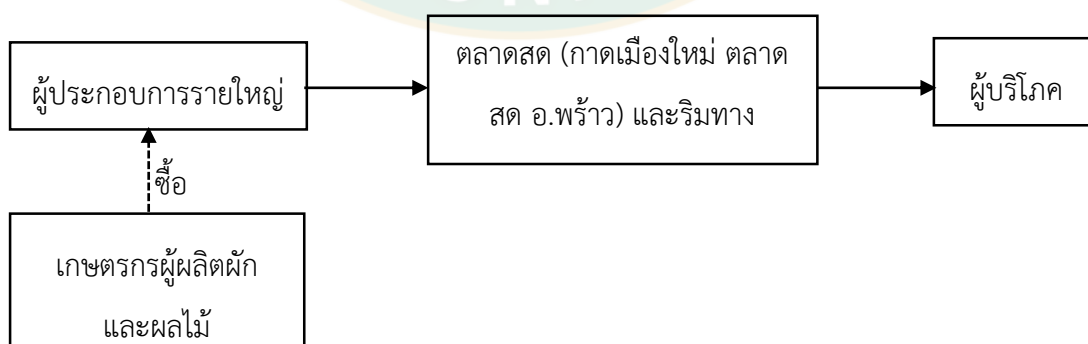 ตลาดสด (กาดเมืองใหม่ ตลาด
สด อ.พร้าว) และริมทาง
ผู้ประกอบการรายใหญ่
ผู้บริโภค
ซื้อ
เกษตรกรผู้ผลิตผัก
และผลไม้